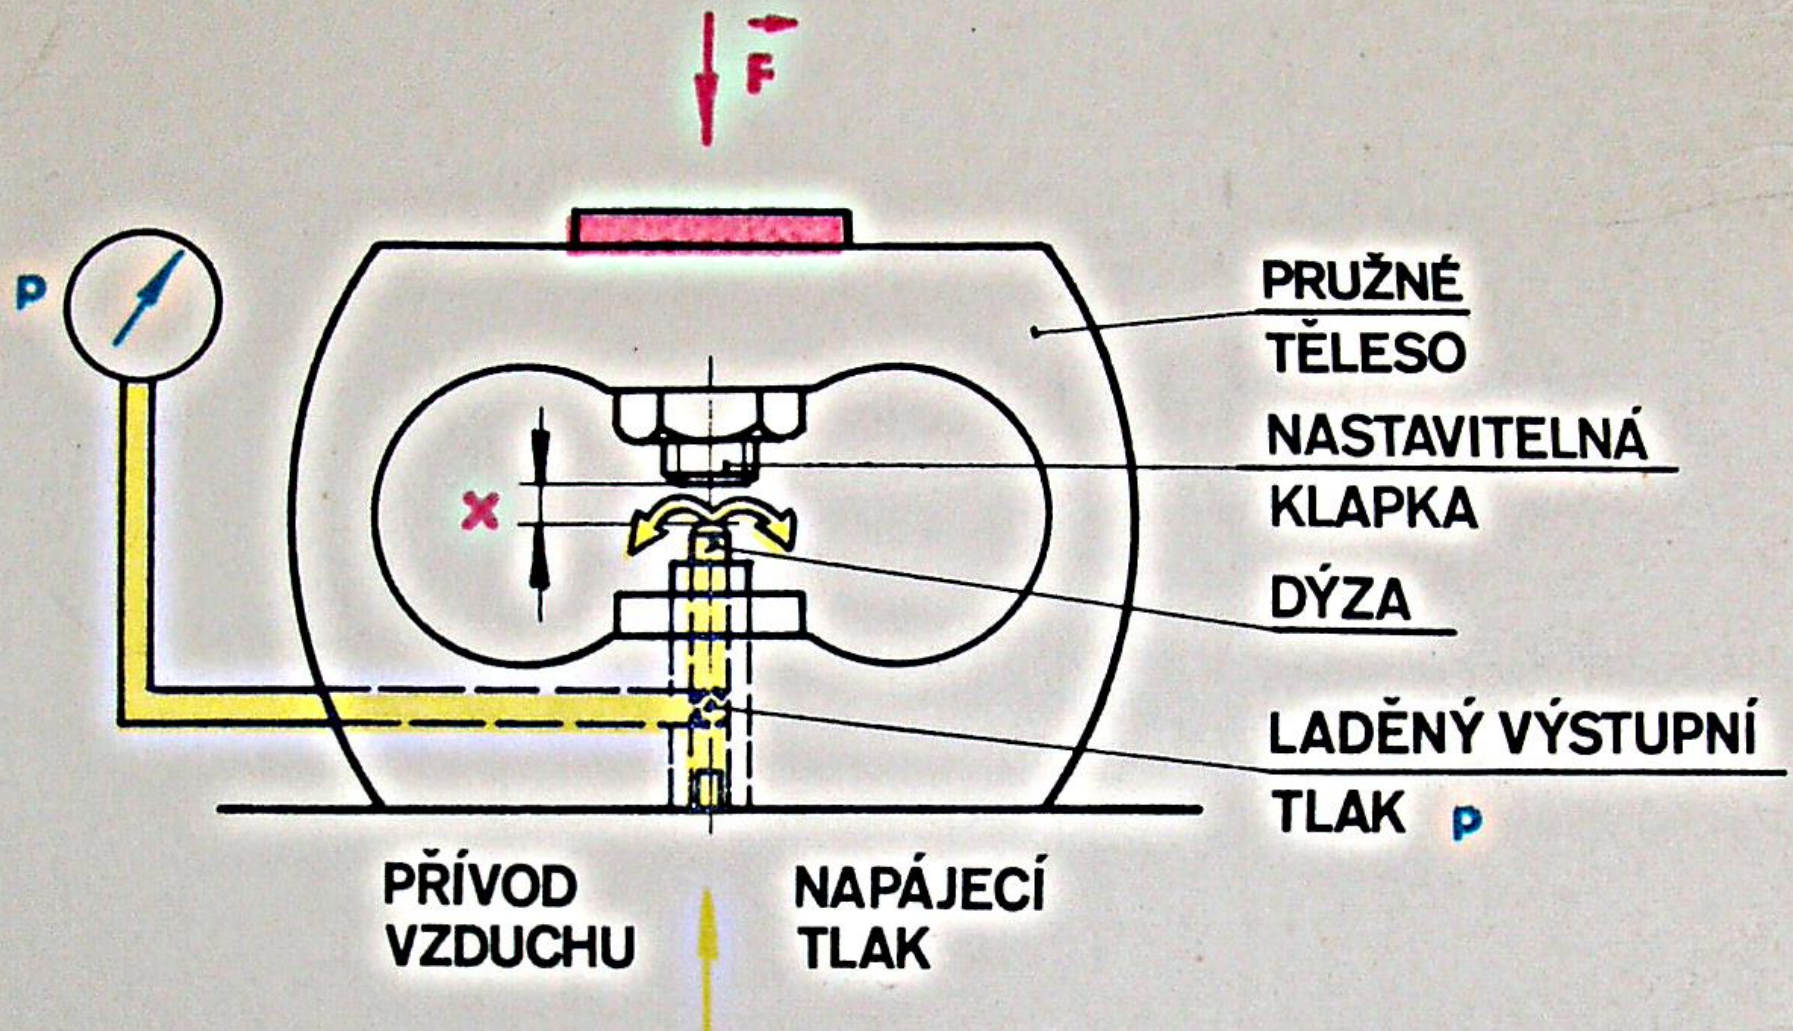 F
p
PRUŽNÉ
TĚLESO
NASTAVITELNÁ
KLAPKA
x
DÝZA
LADĚNÝ VÝSTUPNÍ
TLAK p
PŘÍVOD
VZDUCHU
NAPÁJECÍ
TLAK